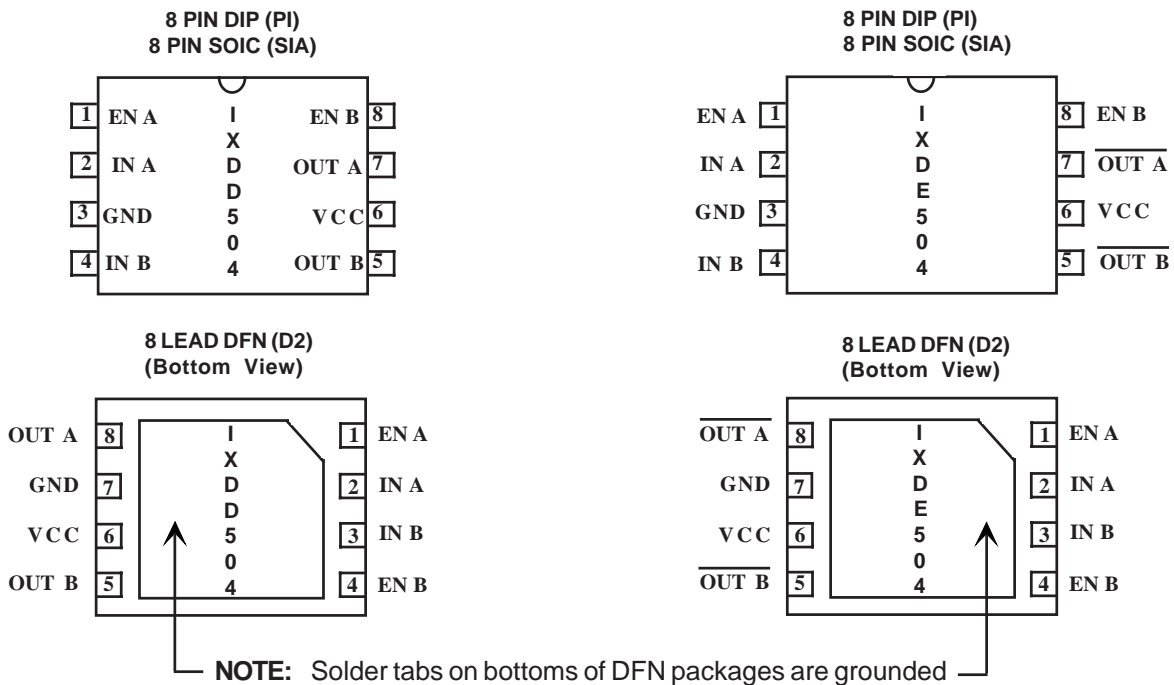 8 PIN DIP (PI)
8 PIN SOIC (SIA)
1 EN A
2 IN A
3 GND
4 IN B
I
X
D
D
5
0
4
EN B 8
OUT A 7
VCC 6
OUT B 5
8 PIN DIP (PI)
8 PIN SOIC (SIA)
EN A 1
IN A 2
GND 3
IN B 4
I
X
D
E
5
0
4
8 EN B
7 OUT A
6 VCC
5 OUT B
8 LEAD DFN (D2)
(Bottom View)
OUT A 8
GND 7
VCC 6
OUT B 5
I
X
D
D
5
0
4
1 EN A
2 IN A
3 IN B
4 EN B
8 LEAD DFN (D2)
(Bottom View)
OUT A 8
GND 7
VCC 6
OUT B 5
I
X
D
E
5
0
4
1 EN A
2 IN A
3 IN B
4 EN B
NOTE: Solder tabs on bottoms of DFN packages are grounded